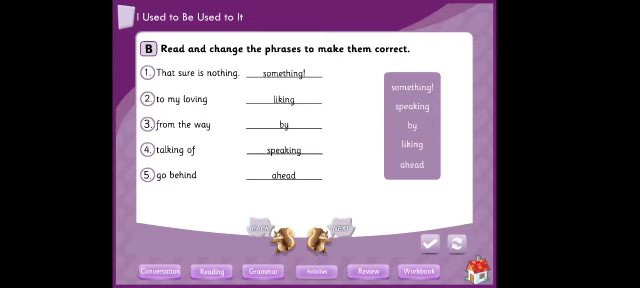 I Used to Be Used to It
B Read and change the phrases to make them correct.
1. That sure is nothing. something!
2. to my loving liking
3. from the way by
4. talking of speaking
5. go behind ahead
something!
speaking
by
liking
ahead
BACK NEXT
Conversation Reading Grammar Activities Review Workbook